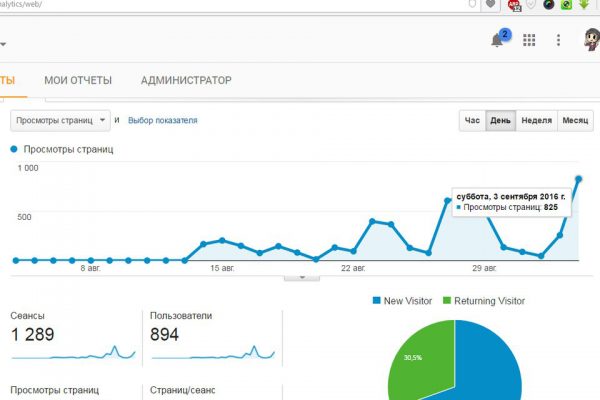 nalytics/web/
2
ТЫ МОИ ОТЧЕТЫ АДМИНИСТРАТОР
Просмотры страниц и Выбор показателя Час День Неделя Месяц
Просмотры страниц
1 000
суббота, 3 сентября 2016 г.
Просмотры страниц: 825
500
8 авг. 15 авг. 22 авг. 29 авг.
New Visitor Returning Visitor
Сеансы Пользователи
1 289 894
30,5%
Просмотры страниц Страниц/сеанс